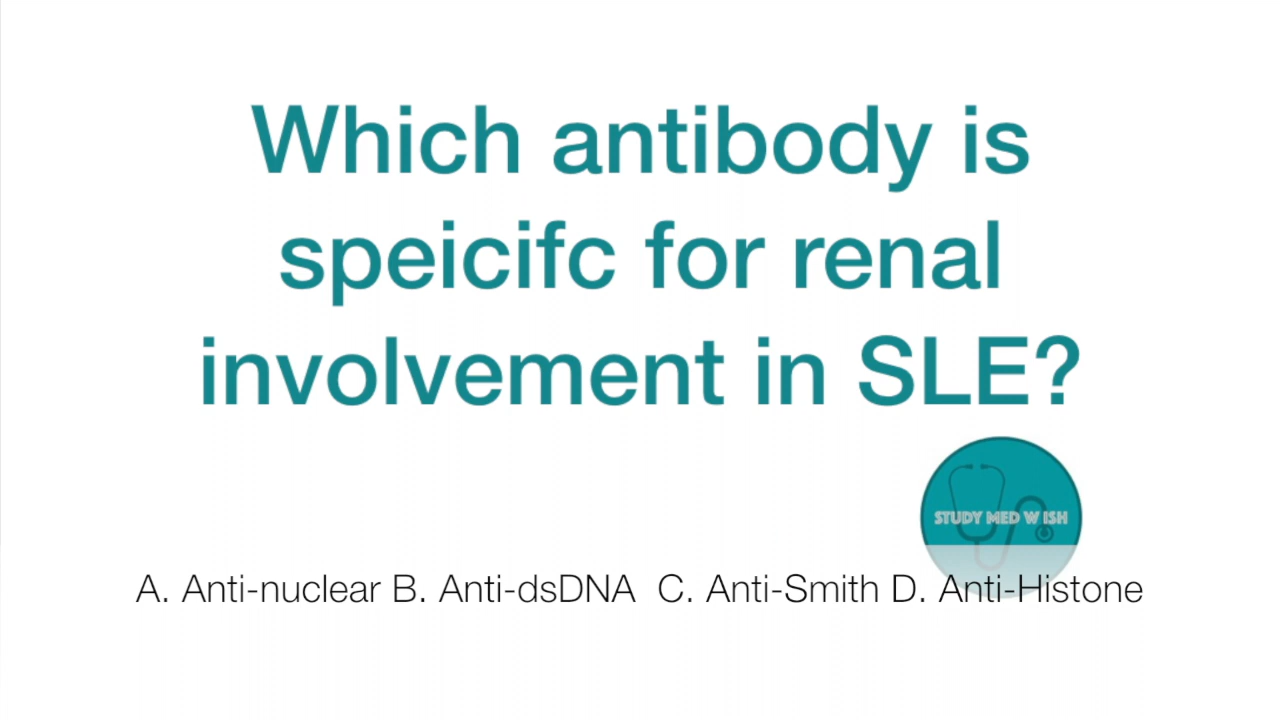 Which antibody is
speicifc for renal
involvement in SLE?
STUDY MED W ISH
A. Anti-nuclear B. Anti-dsDNA C. Anti-Smith D. Anti-Histone